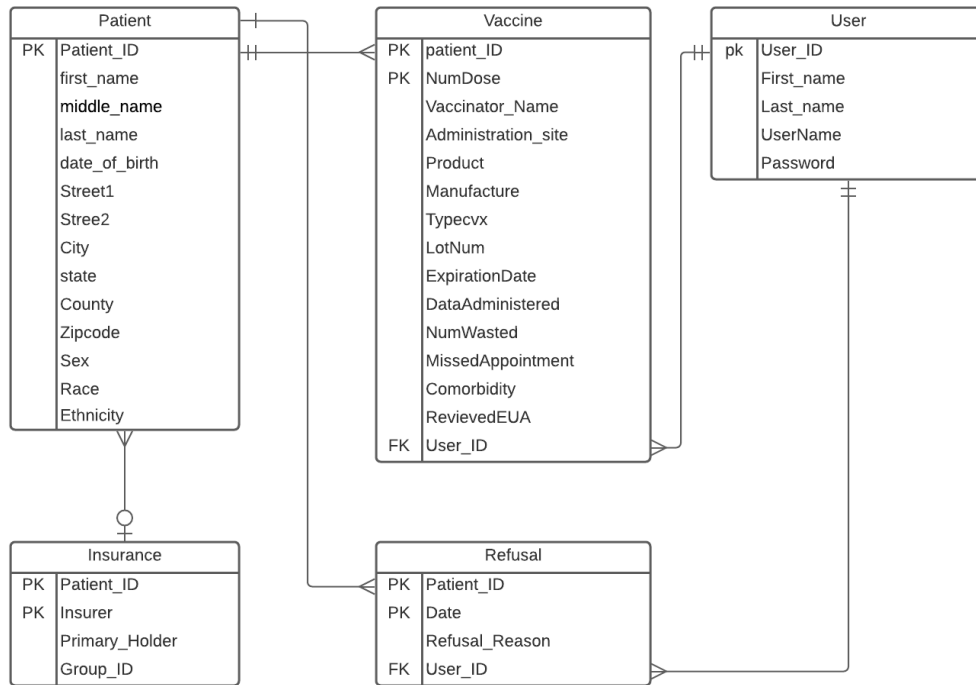 Patient
PK Patient_ID
first_name
middle_name
last_name
date_of_birth
Street1
Stree2
City
state
County
Zipcode
Sex
Race
Ethnicity
Vaccine
PK patient_ID
PK NumDose
Vaccinator_Name
Administration_site
Product
Manufacture
Typecvx
LotNum
ExpirationDate
DataAdministered
NumWasted
MissedAppointment
Comorbidity
RevievedEUA
FK User_ID
User
pk User_ID
First_name
Last_name
UserName
Password
Insurance
PK Patient_ID
PK Insurer
Primary_Holder
Group_ID
Refusal
PK Patient_ID
PK Date
Refusal_Reason
FK User_ID